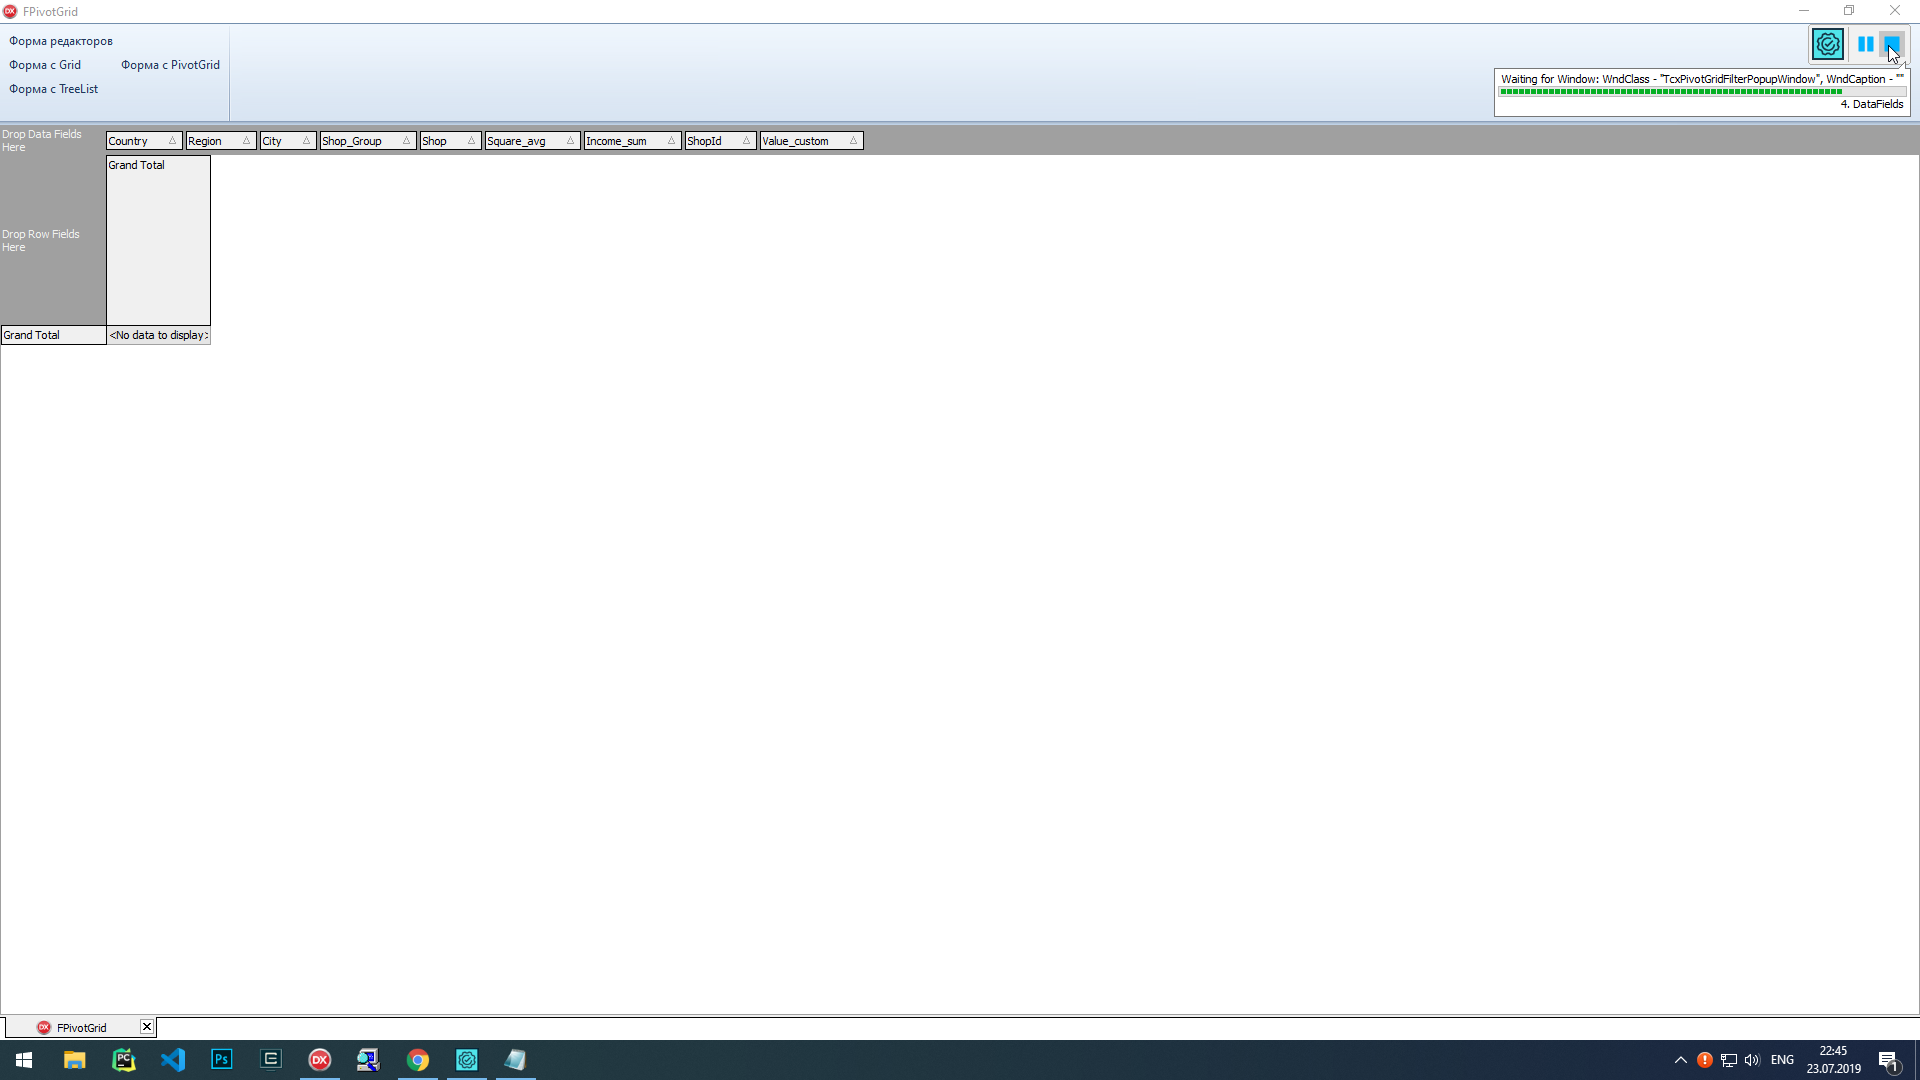 FPivotGrid
Форма редакторов
Форма с Grid
Форма с PivotGrid
Форма с TreeList
Waiting for Window: WndClass - "TcxPivotGridFilterPopupWindow", WndCaption - ""
4. DataFields
Drop Data Fields
Here
Country
Region
City
Shop_Group
Shop
Square_avg
Income_sum
ShopId
Value_custom
Grand Total
Drop Row Fields
Here
Grand Total
<No data to display>
FPivotGrid
22:45
ENG
23.07.2019
1